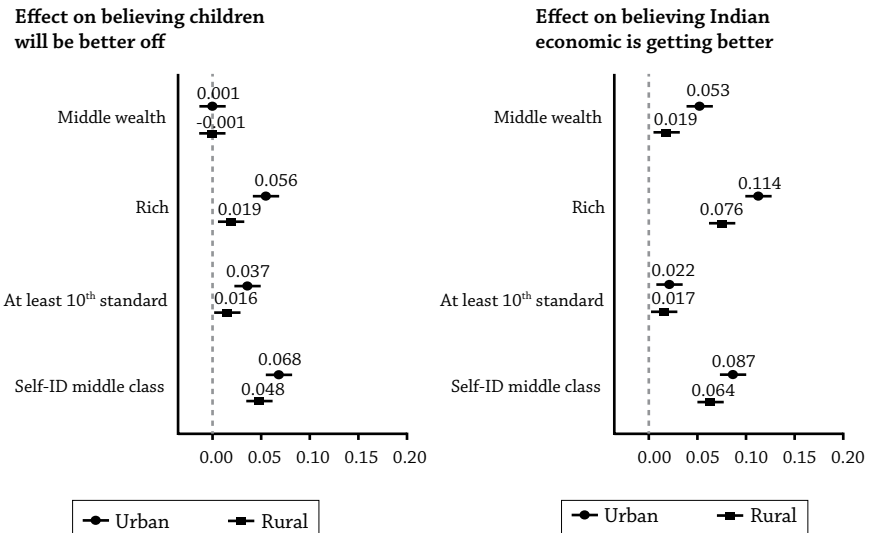 Effect on believing children
will be better off
Middle wealth
0.001
-0.001
Rich
0.056
0.019
At least 10th standard
0.037
0.016
Self-ID middle class
0.068
0.048
0.00 0.05 0.10 0.15 0.20
Urban Rural
Effect on believing Indian
economic is getting better
Middle wealth
0.053
0.019
Rich
0.114
0.076
At least 10th standard
0.022
0.017
Self-ID middle class
0.087
0.064
0.00 0.05 0.10 0.15 0.20
Urban Rural